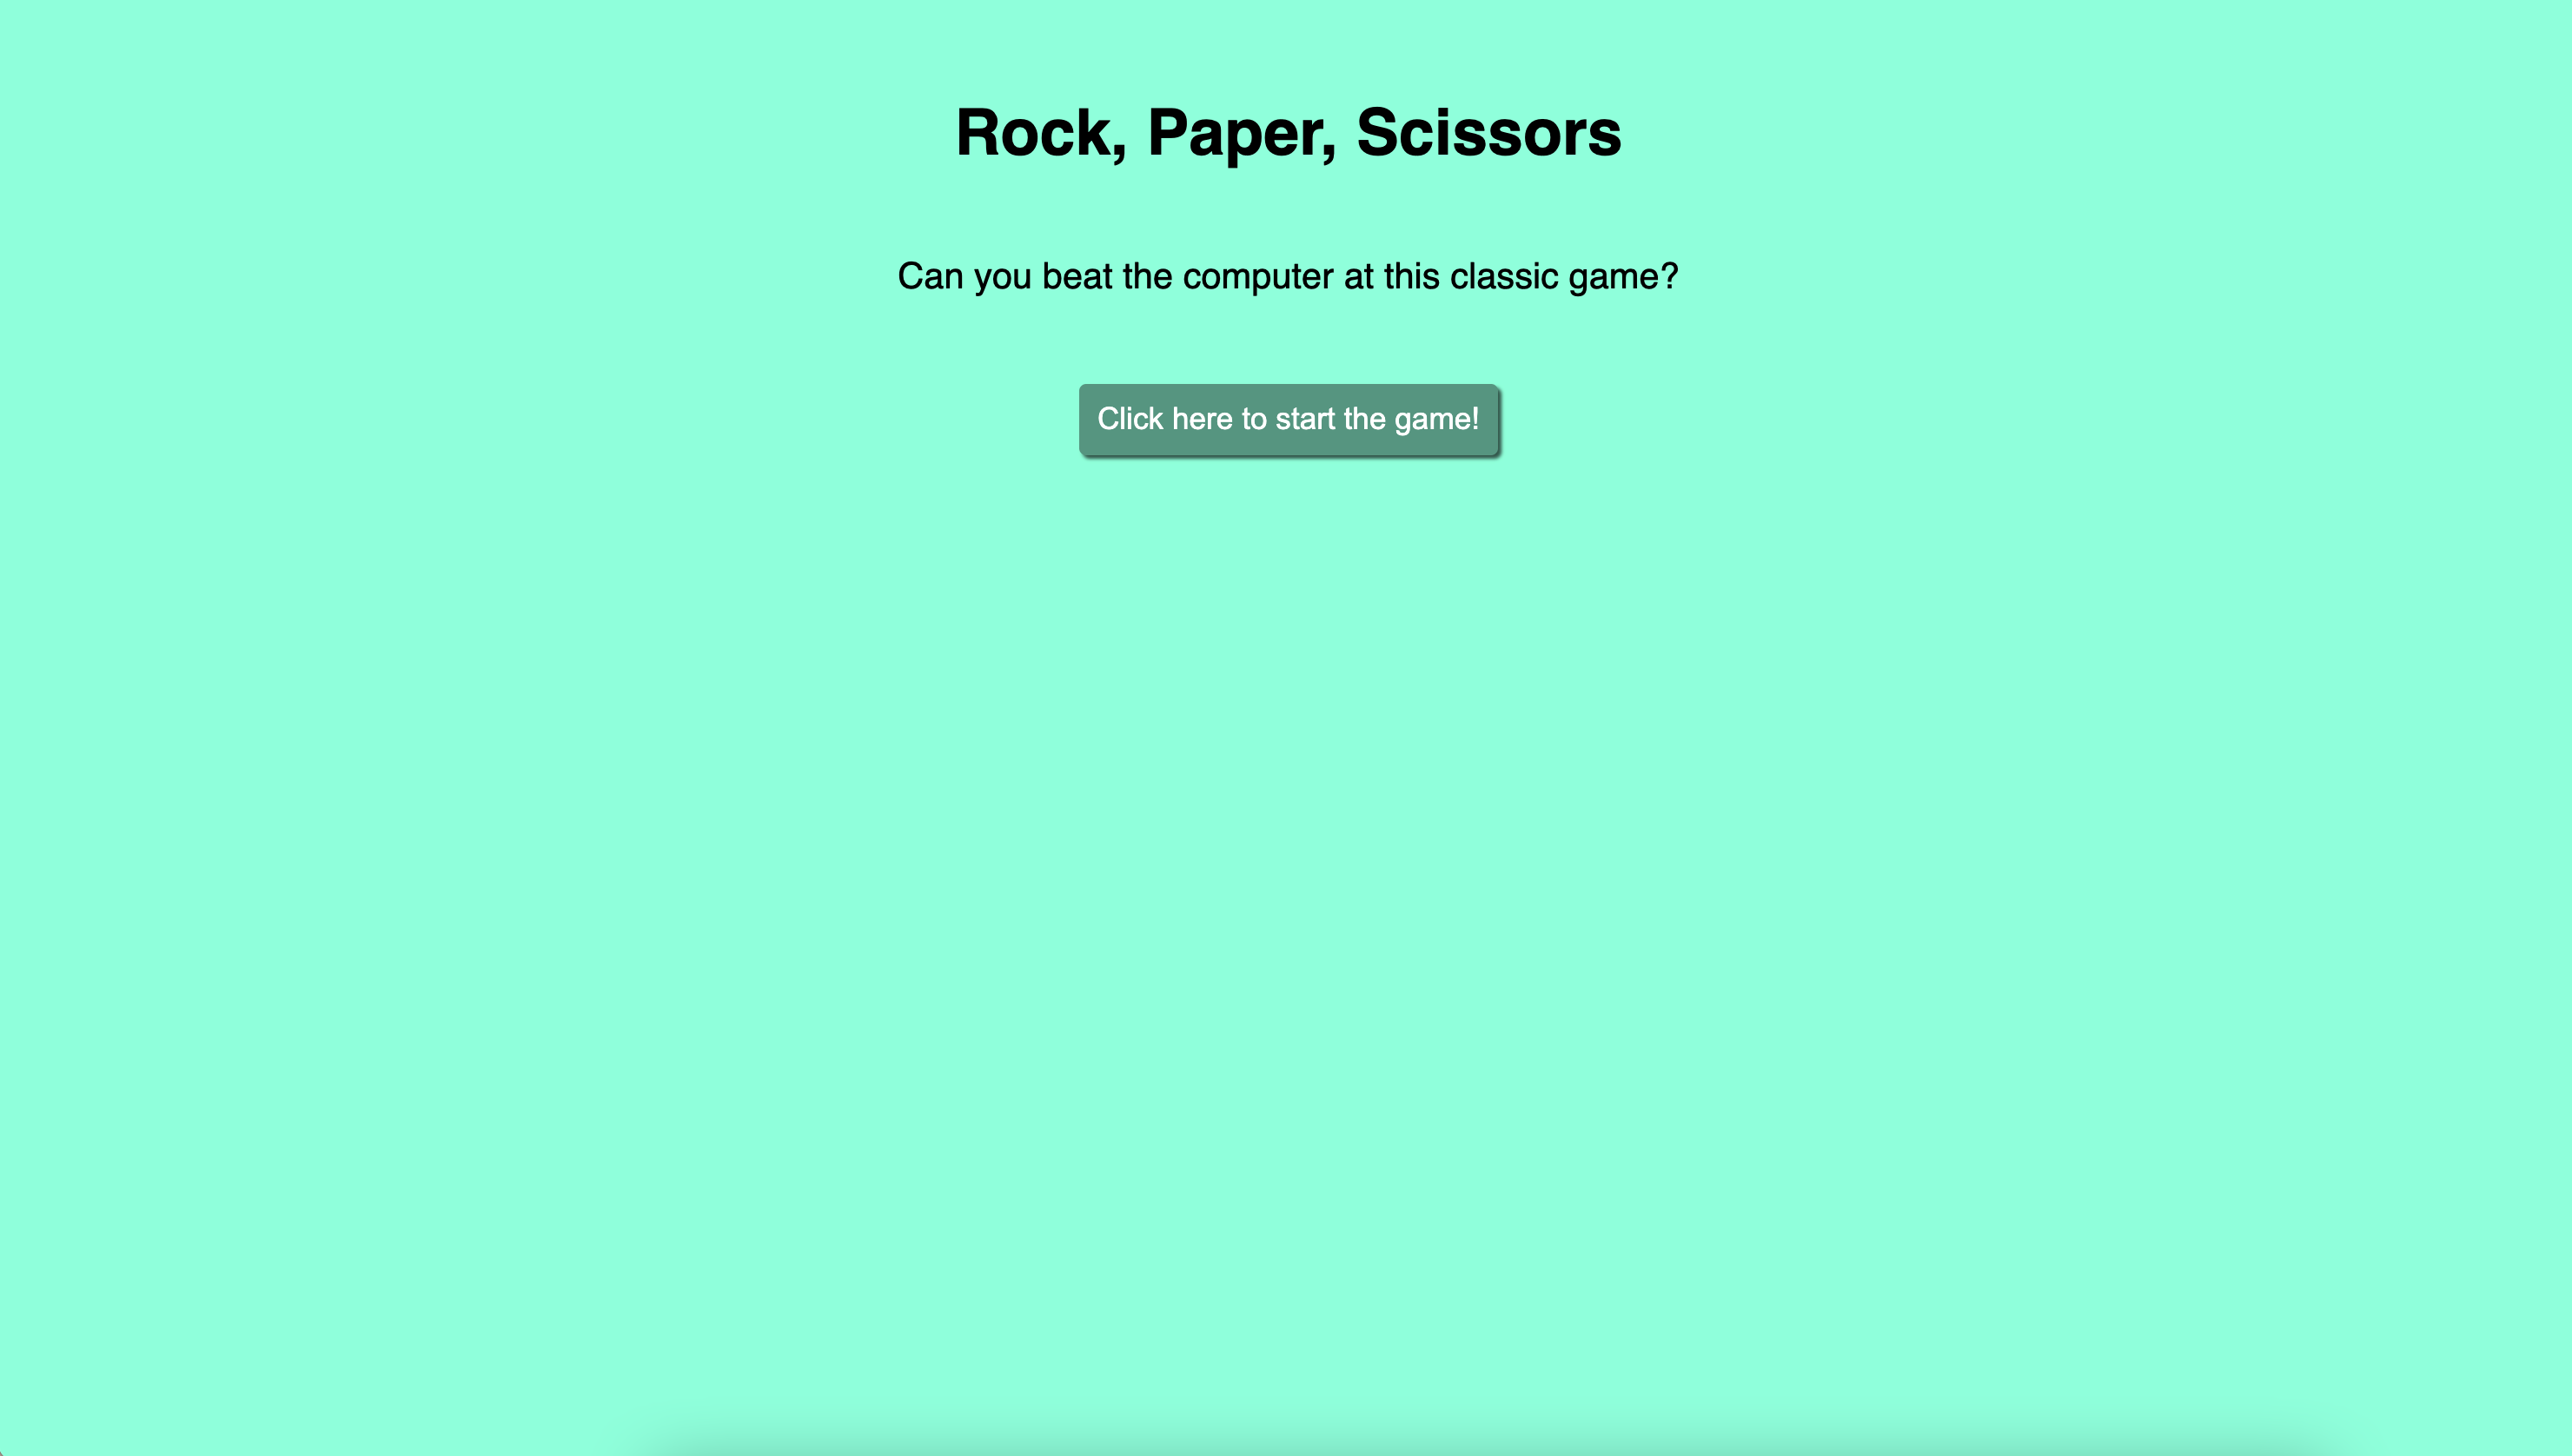 Rock, Paper, Scissors
Can you beat the computer at this classic game?
Click here to start the game!